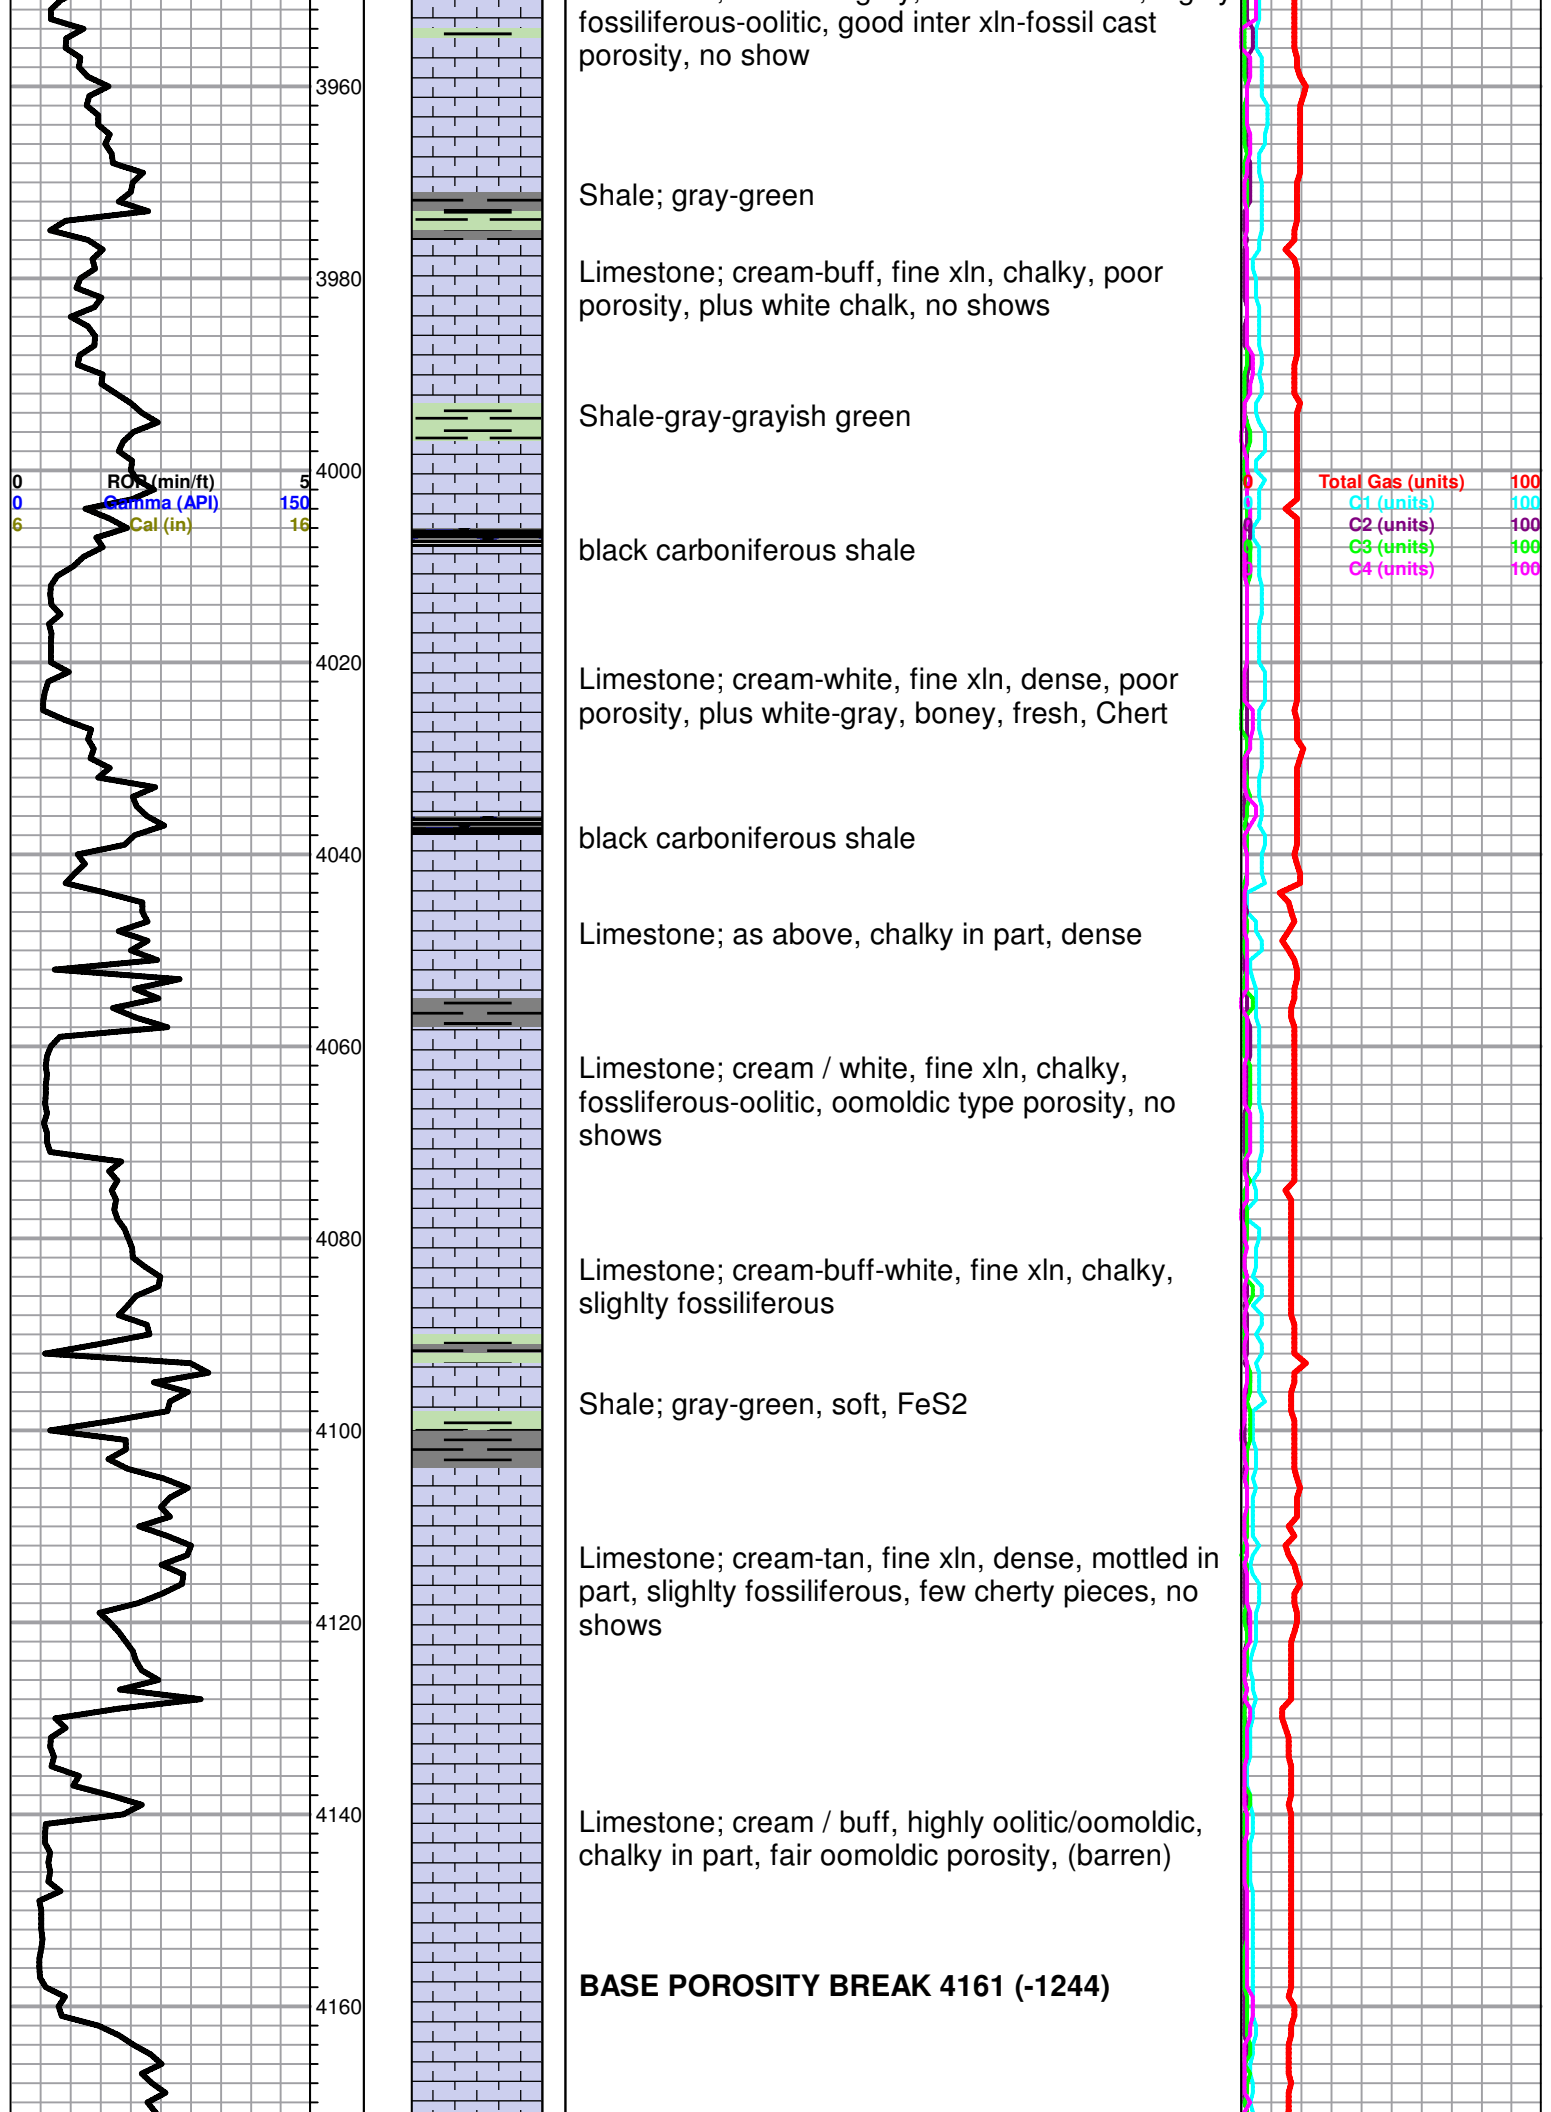 fossiliferous-oolitic, good inter xln-fossil cast
porosity, no show
3960
Shale; gray-green
3980
Limestone; cream-buff, fine xln, chalky, poor
porosity, plus white chalk, no shows
Shale-gray-grayish green
4000
0 ROP (min/ft) 5
0 Gamma (API) 150
6 Cal (in) 16
0 Total Gas (units) 100
0 C1 (units) 100
0 C2 (units) 100
0 C3 (units) 100
0 C4 (units) 100
black carboniferous shale
4020
Limestone; cream-white, fine xln, dense, poor
porosity, plus white-gray, boney, fresh, Chert
black carboniferous shale
4040
Limestone; as above, chalky in part, dense
4060
Limestone; cream / white, fine xln, chalky,
fossliferous-oolitic, oomoldic type porosity, no
shows
4080
Limestone; cream-buff-white, fine xln, chalky,
slighlty fossiliferous
Shale; gray-green, soft, FeS2
4100
Limestone; cream-tan, fine xln, dense, mottled in
part, slighlty fossiliferous, few cherty pieces, no
shows
4120
4140
Limestone; cream / buff, highly oolitic/oomoldic,
chalky in part, fair oomoldic porosity, (barren)
BASE POROSITY BREAK 4161 (-1244)
4160